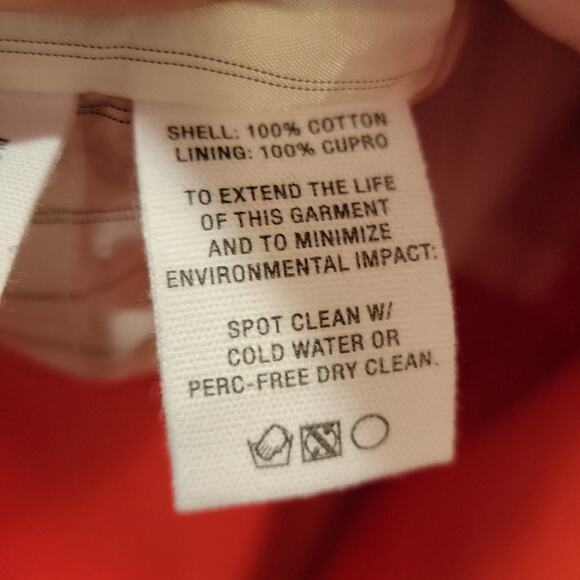 SHELL: 100% COTTON
LINING: 100% CUPRO
TO EXTEND THE LIFE
OF THIS GARMENT
AND TO MINIMIZE
ENVIRONMENTAL IMPACT:
SPOT CLEAN W/
COLD WATER OR
PERC-FREE DRY CLEAN.